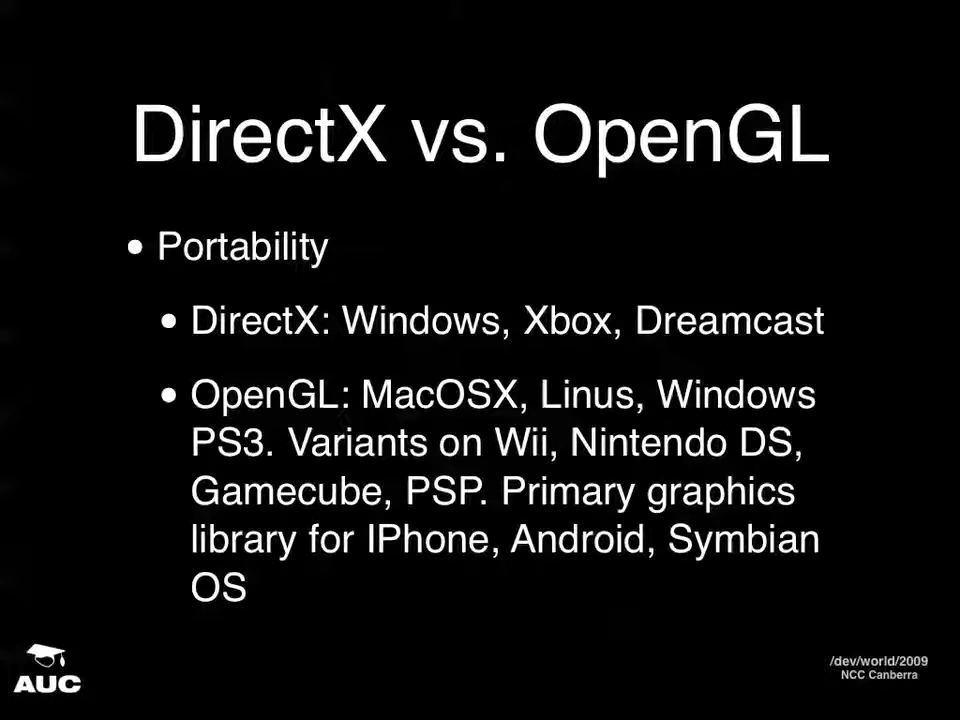 DirectX vs. OpenGL
• Portability
• DirectX: Windows, Xbox, Dreamcast
• OpenGL: MacOSX, Linus, Windows
PS3. Variants on Wii, Nintendo DS,
Gamecube, PSP. Primary graphics
library for IPhone, Android, Symbian
OS
AUC
/dev/world/2009
NCC Canberra